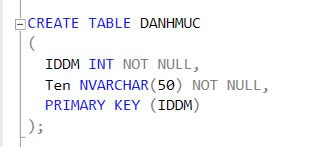 CREATE TABLE DANHMUC
(
IDDM INT NOT NULL,
Ten NVARCHAR(50) NOT NULL,
PRIMARY KEY (IDDM)
);